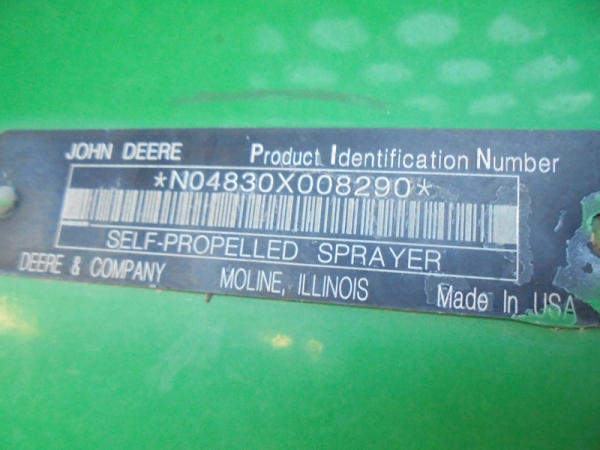 JOHN DEERE Product Identification Number
*N04830X008290*
SELF-PROPELLED SPRAYER
DEERE & COMPANY MOLINE, ILLINOIS Made In USA